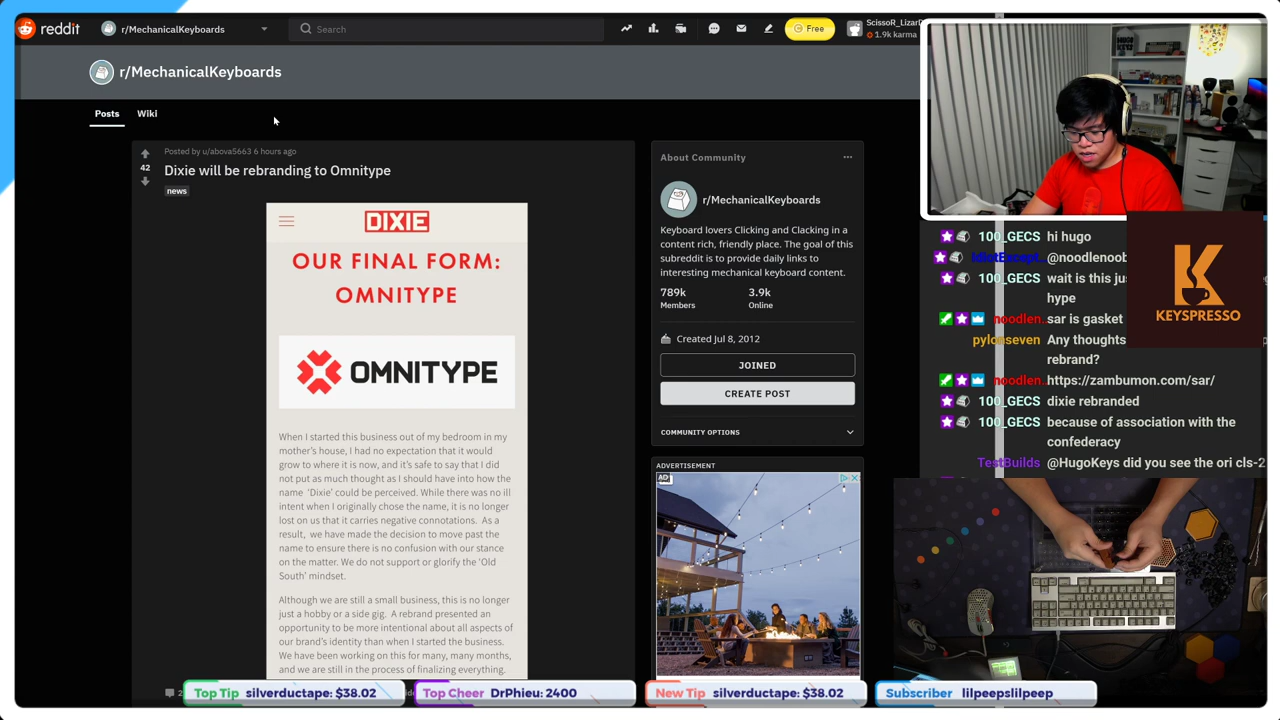 reddit
r/MechanicalKeyboards
Search
Free
1.9k karma
r/MechanicalKeyboards
Posts
Wiki
Posted by u/abova5663 6 hours ago
42
Dixie will be rebranding to Omnitype
news
DIXIE
OUR FINAL FORM:
OMNITYPE
OMNITYPE
When I started this business out of my bedroom in my
mother's house, I had no expectation that it would
grow to where it is now, and it's safe to say that I did
not put as much thought as I should have into how the
name 'Dixie' could be perceived. While there was no ill
intent when I originally chose the name, it is no longer
lost on us that it carries negative connotations. As a
result, we have made the decision to move past the
name to ensure there is no confusion with our stance
on the matter. We do not support or glorify the 'Old
South' mindset.
Although we are still a small business, this is no longer
just a hobby or a side gig. A rebrand presented an
opportunity to be more intentional about all aspects of
our brand's identity than when I started the business.
We have been working on this for many, many months,
and we are still in the process of finalizing everything.
About Community
r/MechanicalKeyboards
Keyboard lovers Clicking and Clacking in a
content rich, friendly place. The goal of this
subreddit is to provide daily links to
interesting mechanical keyboard content.
789k
3.9k
Members
Online
Created Jul 8, 2012
JOINED
CREATE POST
COMMUNITY OPTIONS
ADVERTISEMENT
AD
100_GECS hi hugo
@noodlenoob
100_GECS wait is this
hype
noodlen.. sar is gasket
pylonseven Any thoughts
rebrand?
noodlen.. https://zambumon.com/sar/
100_GECS dixie rebranded
100_GECS because of association with the
confederacy
TestBuilds @HugoKeys did you see the ori cls-2
KEYSPRESSO
Top Tip silverductape: $38.02
Top Cheer DrPhieu: 2400
New Tip silverductape: $38.02
Subscriber lilpeepslilpeep